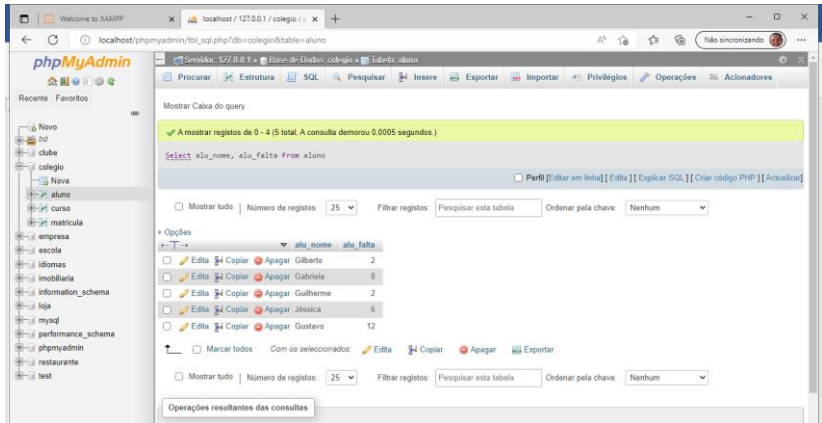 Welcome to XAMPP
localhost / 127.0.0.1 / colegio /
localhost/phpmyadmin/tbl_sql.php?db=colegio&table=aluno
Não sincronizando
phpMyAdmin
Recente Favoritos
Novo
bd
clube
colegio
Nova
aluno
curso
matricula
empresa
escola
idiomas
imobiliaria
information_schema
loja
mysql
performance_schema
phpmyadmin
restaurante
test
Servidor: 127.0.0.1 » Base de Dados: colegio » Tabela: aluno
Procurar Estrutura SQL Pesquisar Insere Exportar Importar Privilégios Operações Acionadores
Mostrar Caixa do query
A mostrar registos de 0 - 4 (5 total, A consulta demorou 0,0005 segundos.)
Select alu_nome, alu_falta From aluno
Perfil [Editar em linha] [ Edita ] [ Explicar SQL ] [ Criar código PHP ] [ Actualizar]
Mostrar tudo | Número de registos: 25 Filtrar registos: Pesquisar esta tabela Ordenar pela chave: Nenhum
+ Opções
←T→ alu_nome alu_falta
Edita Copiar Apagar Gilberto 2
Edita Copiar Apagar Gabriela 0
Edita Copiar Apagar Guilherme 2
Edita Copiar Apagar Jéssica 6
Edita Copiar Apagar Gustavo 12
Marcar todos Com os seleccionados: Edita Copiar Apagar Exportar
Mostrar tudo | Número de registos: 25 Filtrar registos: Pesquisar esta tabela Ordenar pela chave: Nenhum
Operações resultantes das consultas